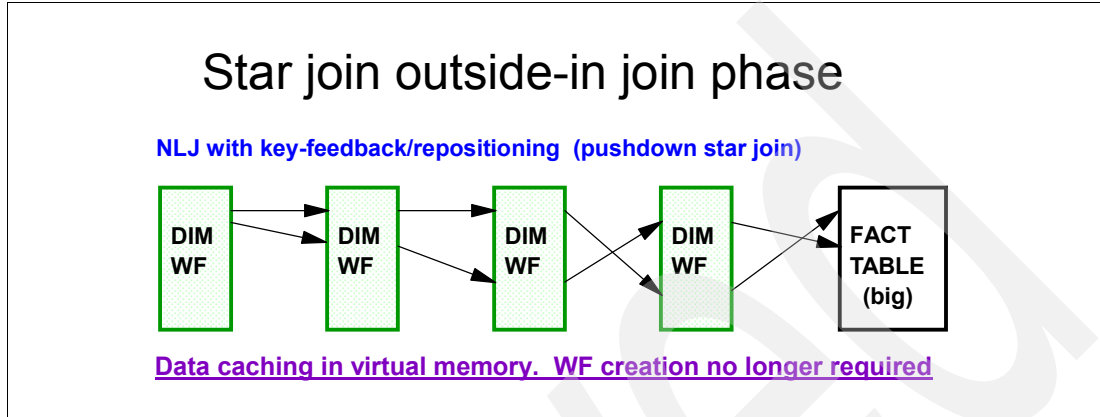 Star join outside-in join phase
NLJ with key-feedback/repositioning (pushdown star join)
DIM WF
DIM WF
DIM WF
DIM WF
FACT TABLE (big)
Data caching in virtual memory. WF creation no longer required